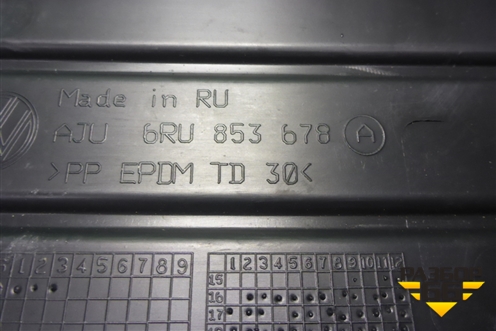 Made in RU
AJU 6RU 853 678 A
>PP EPDM TD 30<
1 2 3 4 5 6 7 8 9
1 2 3 4 5 6 7 8 9 10 11 12
15
16
17